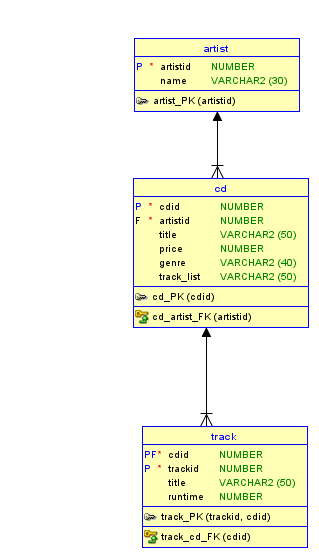 artist
P * artistid NUMBER
name VARCHAR2 (30)
artist_PK (artistid)
cd
P * cdid NUMBER
F * artistid NUMBER
title VARCHAR2 (50)
price NUMBER
genre VARCHAR2 (40)
track_list VARCHAR2 (50)
cd_PK (cdid)
cd_artist_FK (artistid)
track
PF* cdid NUMBER
P * trackid NUMBER
title VARCHAR2 (50)
runtime NUMBER
track_PK (trackid, cdid)
track_cd_FK (cdid)